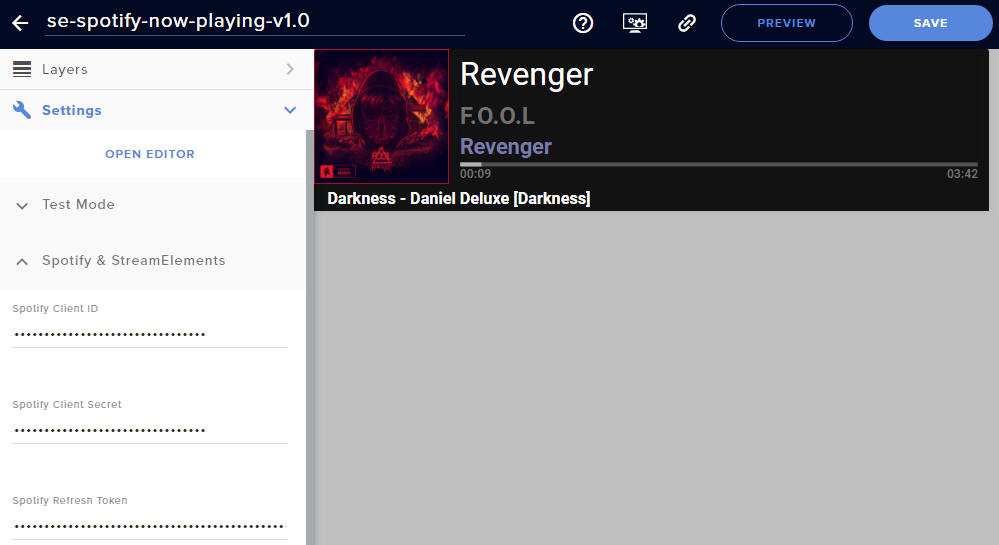 se-spotify-now-playing-v1.0
PREVIEW
SAVE
Layers
Settings
OPEN EDITOR
Test Mode
Spotify & StreamElements
Spotify Client ID
Spotify Client Secret
Spotify Refresh Token
Revenger
F.O.O.L
Revenger
00:09 03:42
Darkness - Daniel Deluxe [Darkness]